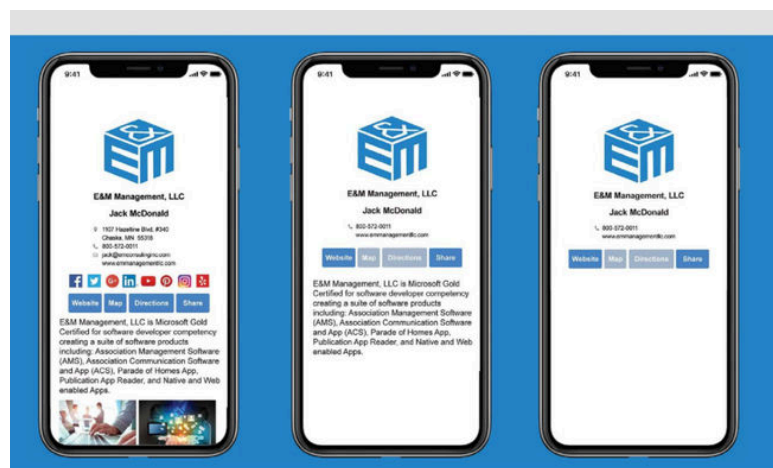 9:41
E&M
E&M Management, LLC
Jack McDonald
1107 Hazeltine Blvd, #340
Chaska, MN 55318
800-572-0011
jack@emconsultinginc.com
www.emmanagementllc.com
Website Map Directions Share
E&M Management, LLC is Microsoft Gold
Certified for software developer competency
creating a suite of software products
including: Association Management Software
(AMS), Association Communication Software
and App (ACS), Parade of Homes App,
Publication App Reader, and Native and Web
enabled Apps.
9:41
E&M
E&M Management, LLC
Jack McDonald
800-572-0011
www.emmanagementllc.com
Website Map Directions Share
E&M Management, LLC is Microsoft Gold
Certified for software developer competency
creating a suite of software products
including: Association Management Software
(AMS), Association Communication Software
and App (ACS), Parade of Homes App,
Publication App Reader, and Native and Web
enabled Apps.
9:41
E&M
E&M Management, LLC
Jack McDonald
800-572-0011
www.emmanagementllc.com
Website Map Directions Share